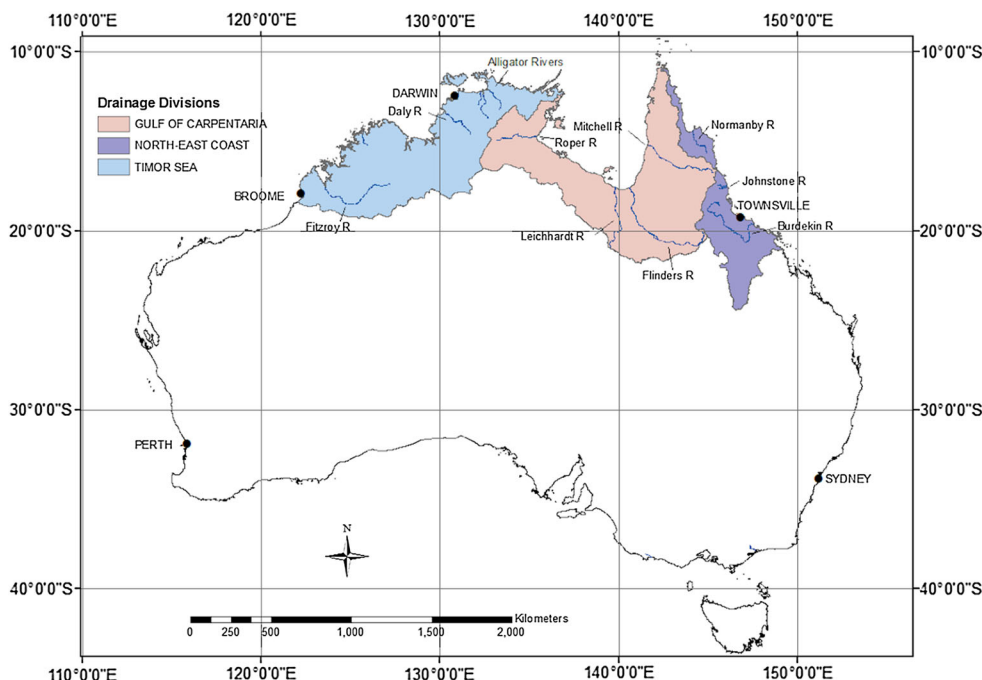 110°0'0"E 120°0'0"E 130°0'0"E 140°0'0"E 150°0'0"E
10°0'0"S 10°0'0"S
Alligator Rivers
DARWIN
Drainage Divisions
Daly R
GULF OF CARPENTARIA
Mitchell R
Normanby R
NORTH-EAST COAST
Roper R
TIMOR SEA
Johnstone R
BROOME
TOWNSVILLE
Fitzroy R
Burdekin R
20°0'0"S 20°0'0"S
Leichhardt R
Flinders R
30°0'0"S 30°0'0"S
PERTH
SYDNEY
N
40°0'0"S 40°0'0"S
Kilometers
0 250 500 1,000 1,500 2,000
110°0'0"E 120°0'0"E 130°0'0"E 140°0'0"E 150°0'0"E